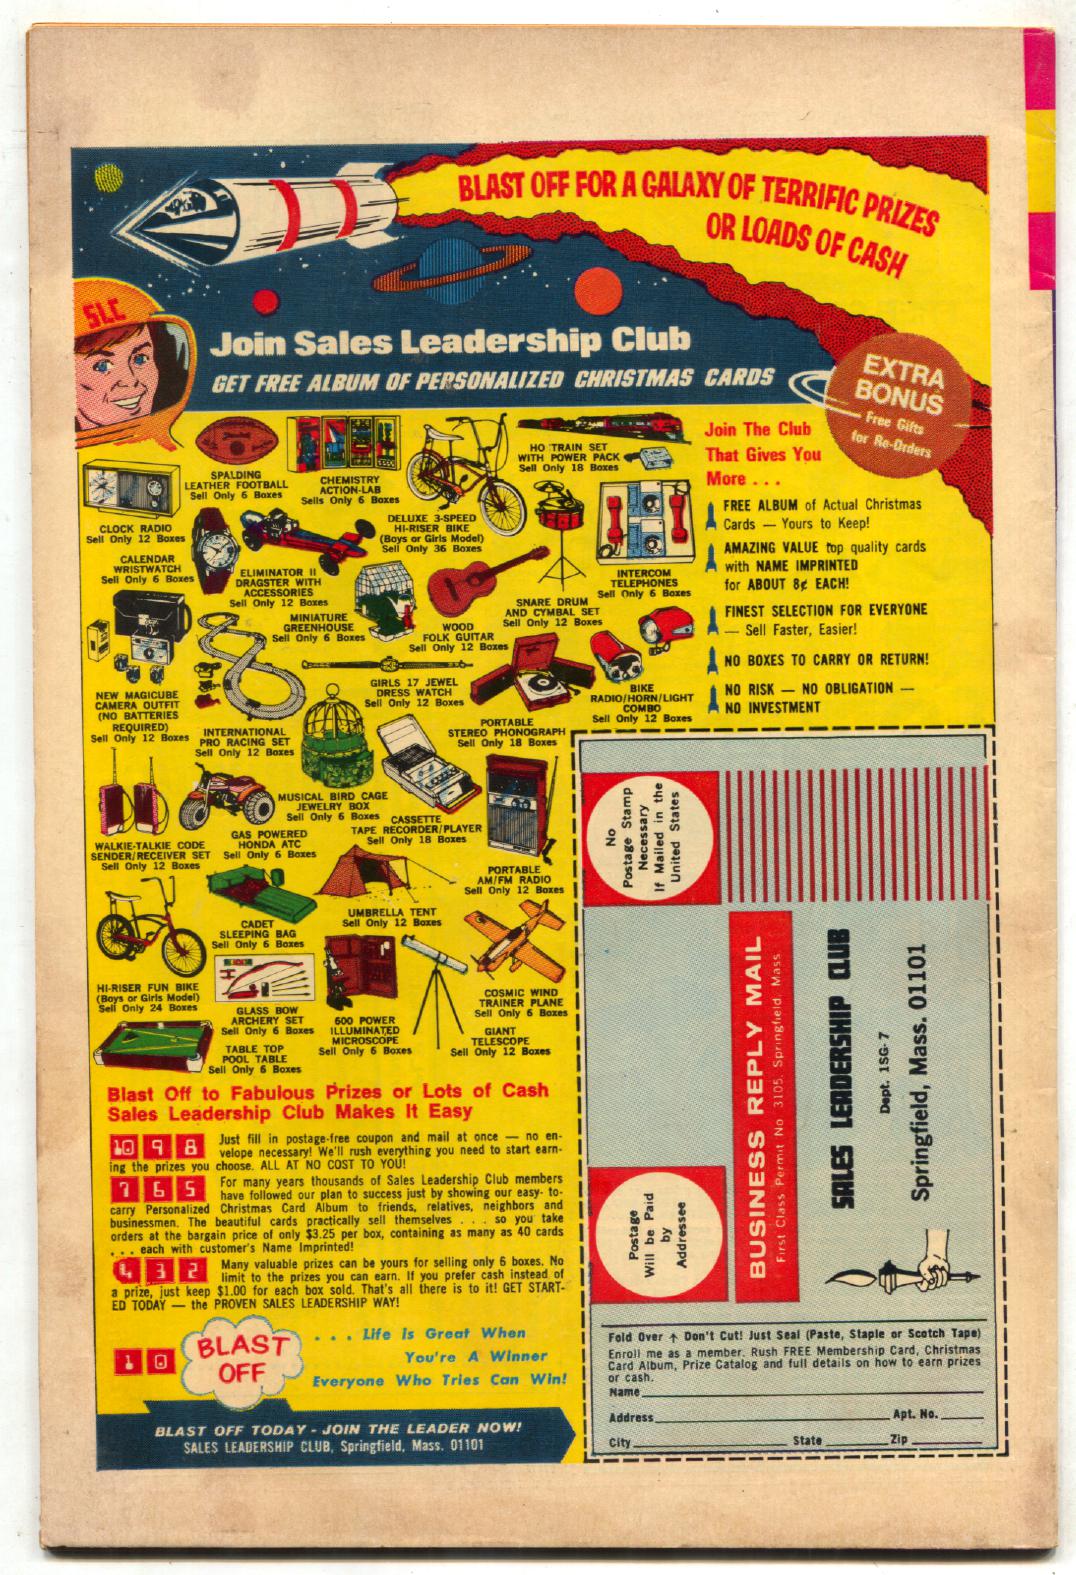 BLAST OFF FOR A GALAXY OF TERRIFIC PRIZES
OR LOADS OF CASH
SLC
Join Sales Leadership Club
GET FREE ALBUM OF PERSONALIZED CHRISTMAS CARDS
EXTRA
BONUS
Free Gifts
for Re-Orders
SPALDING
LEATHER FOOTBALL
Sell Only 6 Boxes
CHEMISTRY
ACTION-LAB
Sells Only 6 Boxes
HO TRAIN SET
WITH POWER PACK
Sell Only 18 Boxes
CLOCK RADIO
Sell Only 12 Boxes
DELUXE 3-SPEED
HI-RISER BIKE
(Boys or Girls Model)
Sell Only 36 Boxes
CALENDAR
WRISTWATCH
Sell Only 6 Boxes
ELIMINATOR II
DRAGSTER WITH
ACCESSORIES
Sell Only 12 Boxes
INTERCOM
TELEPHONES
Sell Only 6 Boxes
MINIATURE
GREENHOUSE
Sell Only 6 Boxes
WOOD
FOLK GUITAR
Sell Only 12 Boxes
SNARE DRUM
AND CYMBAL SET
Sell Only 12 Boxes
NEW MAGICUBE
CAMERA OUTFIT
(NO BATTERIES
REQUIRED)
Sell Only 12 Boxes
GIRLS 17 JEWEL
DRESS WATCH
Sell Only 12 Boxes
BIKE
RADIO/HORN/LIGHT
COMBO
Sell Only 12 Boxes
INTERNATIONAL
PRO RACING SET
Sell Only 12 Boxes
PORTABLE
STEREO PHONOGRAPH
Sell Only 18 Boxes
MUSICAL BIRD CAGE
JEWELRY BOX
Sell Only 6 Boxes
CASSETTE
TAPE RECORDER/PLAYER
Sell Only 18 Boxes
WALKIE-TALKIE CODE
SENDER/RECEIVER SET
Sell Only 12 Boxes
GAS POWERED
HONDA ATC
Sell Only 6 Boxes
PORTABLE
AM/FM RADIO
Sell Only 12 Boxes
CADET
SLEEPING BAG
Sell Only 6 Boxes
UMBRELLA TENT
Sell Only 12 Boxes
HI-RISER FUN BIKE
(Boys or Girls Model)
Sell Only 24 Boxes
GLASS BOW
ARCHERY SET
Sell Only 6 Boxes
600 POWER
ILLUMINATED
MICROSCOPE
Sell Only 6 Boxes
COSMIC WIND
TRAINER PLANE
Sell Only 6 Boxes
GIANT
TELESCOPE
Sell Only 12 Boxes
TABLE TOP
POOL TABLE
Sell Only 6 Boxes
Join The Club
That Gives You
More . . .
FREE ALBUM of Actual Christmas
Cards — Yours to Keep!
AMAZING VALUE top quality cards
with NAME IMPRINTED
for ABOUT 8¢ EACH!
FINEST SELECTION FOR EVERYONE
— Sell Faster, Easier!
NO BOXES TO CARRY OR RETURN!
NO RISK — NO OBLIGATION —
NO INVESTMENT
Blast Off to Fabulous Prizes or Lots of Cash
Sales Leadership Club Makes It Easy
10 9 8 Just fill in postage-free coupon and mail at once — no en-
velope necessary! We'll rush everything you need to start earn-
ing the prizes you choose. ALL AT NO COST TO YOU!
7 6 5 For many years thousands of Sales Leadership Club members
have followed our plan to success just by showing our easy-to-
carry Personalized Christmas Card Album to friends, relatives, neighbors and
businessmen. The beautiful cards practically sell themselves . . . so you take
orders at the bargain price of only $3.25 per box, containing as many as 40 cards
. . . each with customer's Name Imprinted!
4 3 2 Many valuable prizes can be yours for selling only 6 boxes. No
limit to the prizes you can earn. If you prefer cash instead of
a prize, just keep $1.00 for each box sold. That's all there is to it! GET START-
ED TODAY — the PROVEN SALES LEADERSHIP WAY!
1 0
BLAST
OFF
. . . Life Is Great When
You're A Winner
Everyone Who Tries Can Win!
BLAST OFF TODAY - JOIN THE LEADER NOW!
SALES LEADERSHIP CLUB, Springfield, Mass. 01101
No
Postage Stamp
Necessary
If Mailed in the
United States
Postage
Will be Paid
by
Addressee
BUSINESS REPLY MAIL
First Class Permit No 3105, Springfield, Mass
SALES LEADERSHIP CLUB
Dept. 1SG-7
Springfield, Mass. 01101
Fold Over ↑ Don't Cut! Just Seal (Paste, Staple or Scotch Tape)
Enroll me as a member. Rush FREE Membership Card, Christmas
Card Album, Prize Catalog and full details on how to earn prizes
or cash.
Name
Address Apt. No.
City State Zip